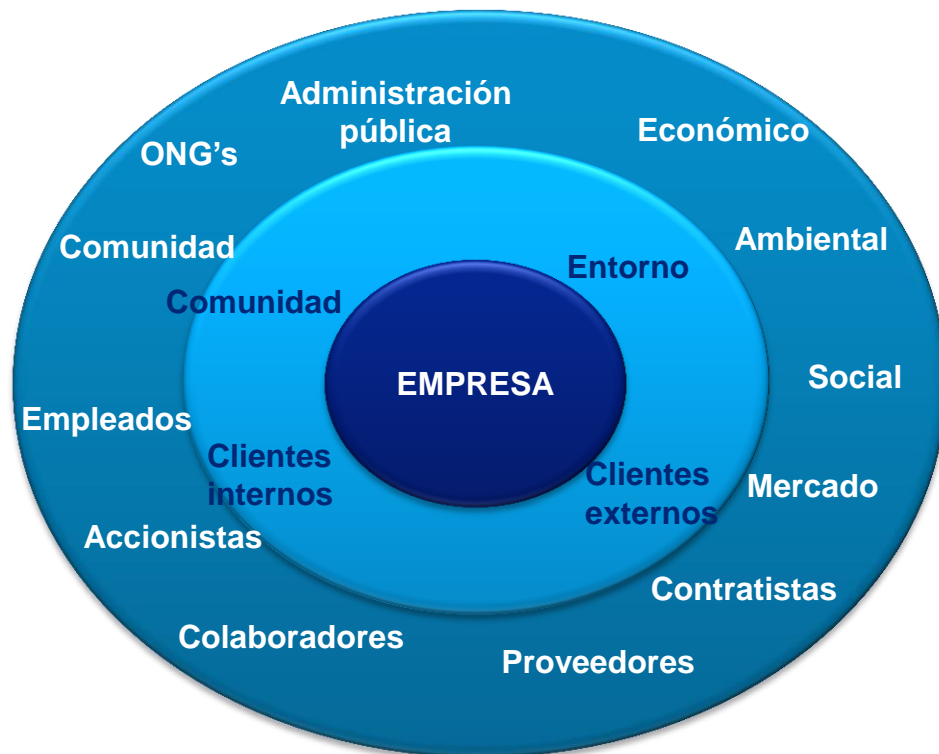 Administración
pública
Económico
ONG's
Comunidad
Ambiental
Entorno
Comunidad
EMPRESA
Social
Empleados
Clientes
internos
Clientes
externos
Mercado
Accionistas
Contratistas
Colaboradores
Proveedores